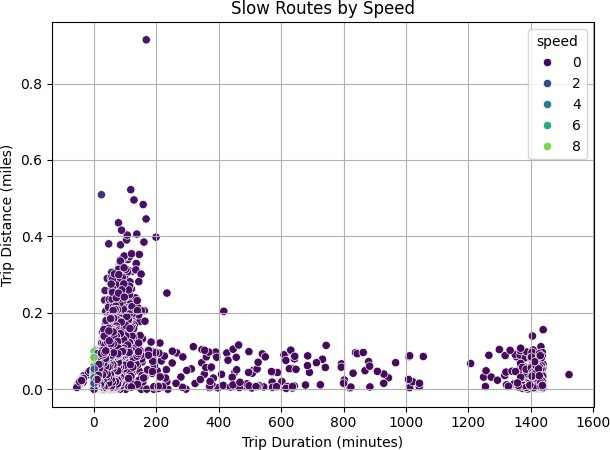 Slow Routes by Speed
speed
0
2
4
6
8
Trip Distance (miles)
0.8
0.6
0.4
0.2
0.0
0 200 400 600 800 1000 1200 1400 1600
Trip Duration (minutes)